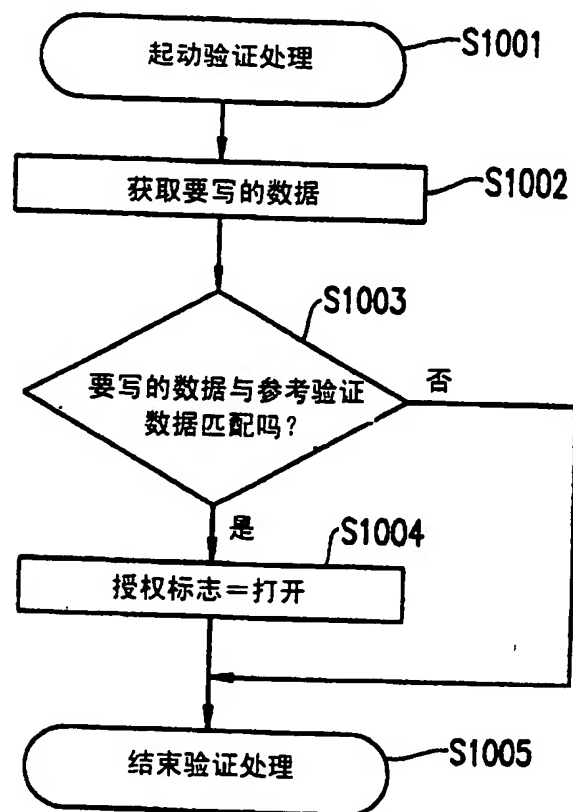 起动验证处理
S1001
获取要写的数据
S1002
S1003
要写的数据与参考验证
数据匹配吗?
否
是
S1004
授权标志=打开
结束验证处理
S1005